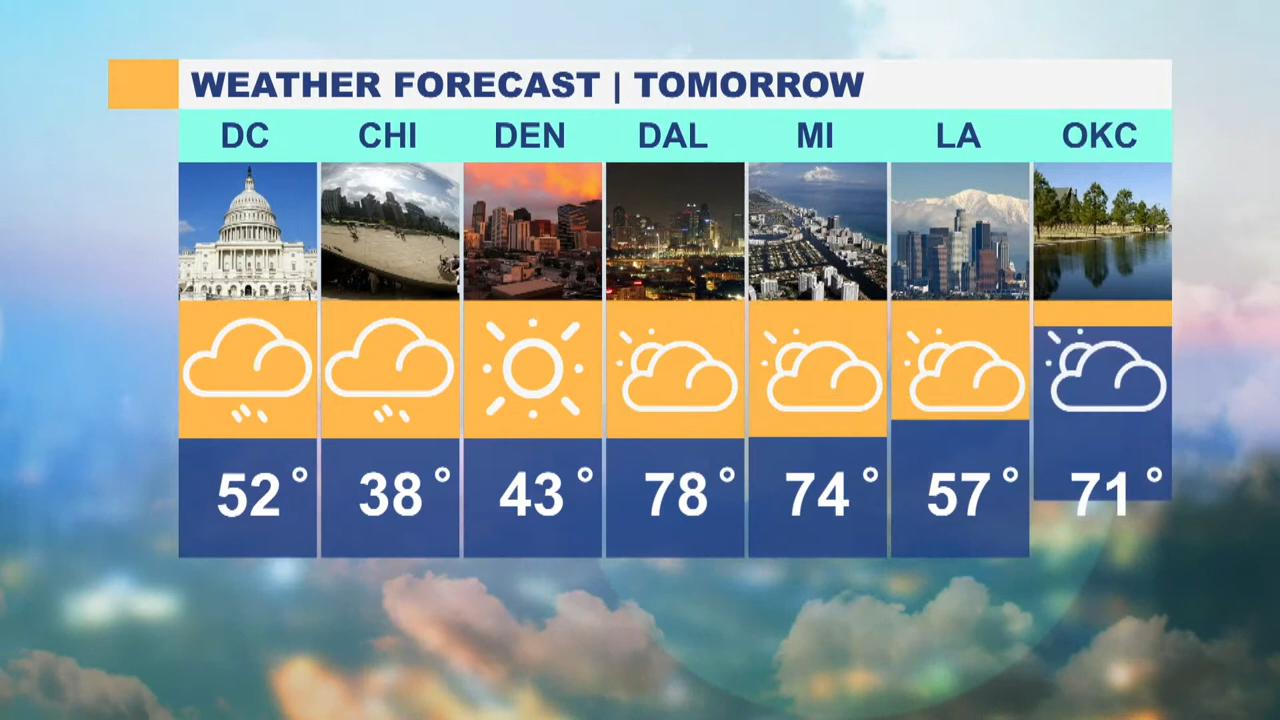 WEATHER FORECAST | TOMORROW
DC CHI DEN DAL MI LA OKC
52° 38° 43° 78° 74° 57° 71°